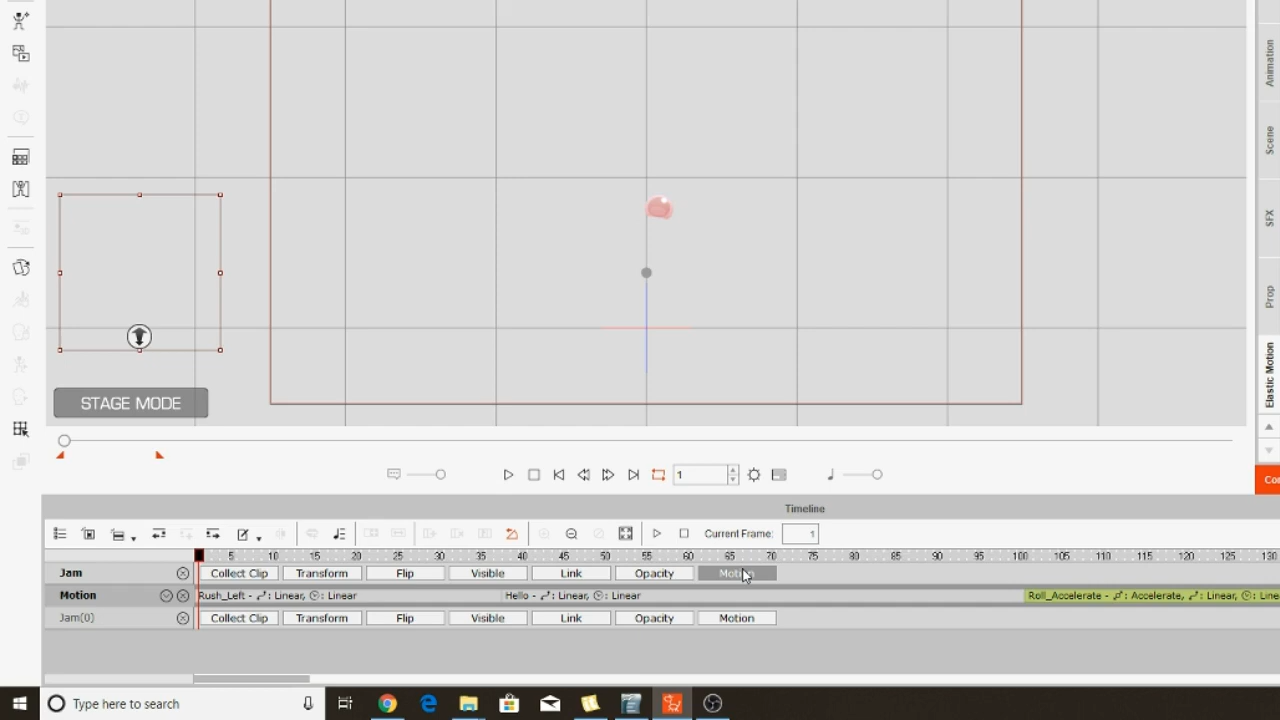 Animation
Scene
SFX
Prop
Elastic Motion
STAGE MODE
1
Timeline
Current Frame: 1
5 10 15 20 25 30 35 40 45 50 55 60 65 70 75 80 85 90 95 100 105 110 115 120 125 130
Jam Collect Clip Transform Flip Visible Link Opacity Motion
Motion Rush_Left - : Linear, : Linear Hello - : Linear, : Linear Roll_Accelerate - : Accelerate, : Linear, : Line
Jam(0) Collect Clip Transform Flip Visible Link Opacity Motion
Type here to search